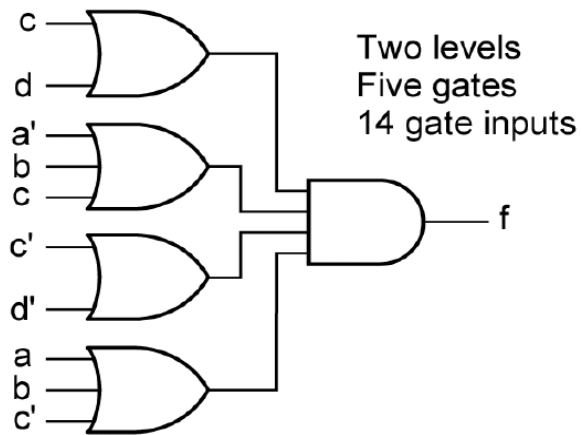 c
d
Two levels
Five gates
14 gate inputs
a'
b
c
c'
d'
f
a
b
c'